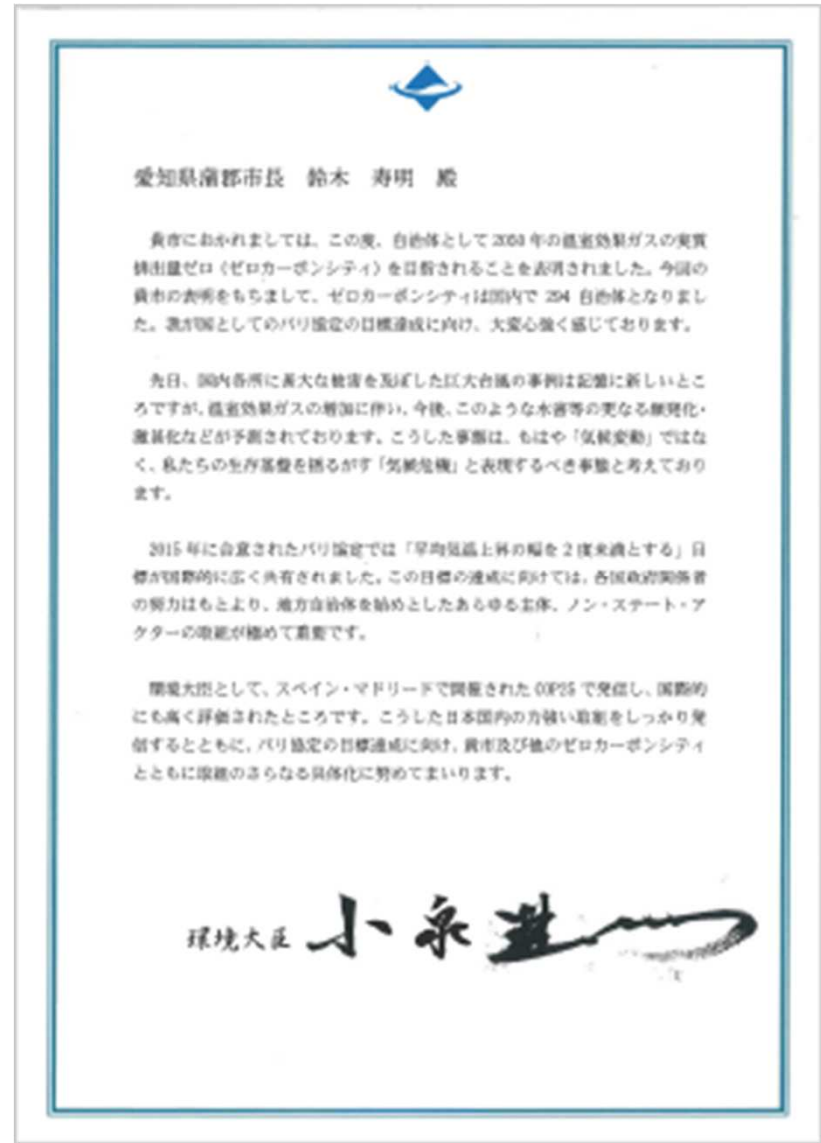 愛知県蒲郡市長　鈴木　寿明　殿
貴市におかれましては、この度、自治体として2050年の温室効果ガスの実質
排出量ゼロ（ゼロカーボンシティ）を目指されることを表明されました。今回の
貴市の表明をもちまして、ゼロカーボンシティは国内で 294 自治体となりまし
た。我が国としてのパリ協定の目標達成に向け、大変心強く感じております。
先日、国内各所に甚大な被害を及ぼした巨大台風の事例は記憶に新しいとこ
ろですが、温室効果ガスの増加に伴い、今後、このような水害等の更なる頻発化・
激甚化などが予測されております。こうした事態は、もはや「気候変動」ではな
く、私たちの生存基盤を揺るがす「気候危機」と表現するべき事態と考えており
ます。
2015年に合意されたパリ協定では「平均気温上昇の幅を2度未満とする」目
標が国際的に広く共有されました。この目標の達成に向けては、各国政府関係者
の努力はもとより、地方自治体を始めとしたあらゆる主体、ノン・ステート・ア
クターの取組が極めて重要です。
環境大臣として、スペイン・マドリードで開催されたCOP25で発信し、国際的
にも高く評価されたところです。こうした日本国内の力強い取組をしっかり発
信するとともに、パリ協定の目標達成に向け、貴市及び他のゼロカーボンシティ
とともに取組のさらなる具体化に努めてまいります。
環境大臣 小泉進